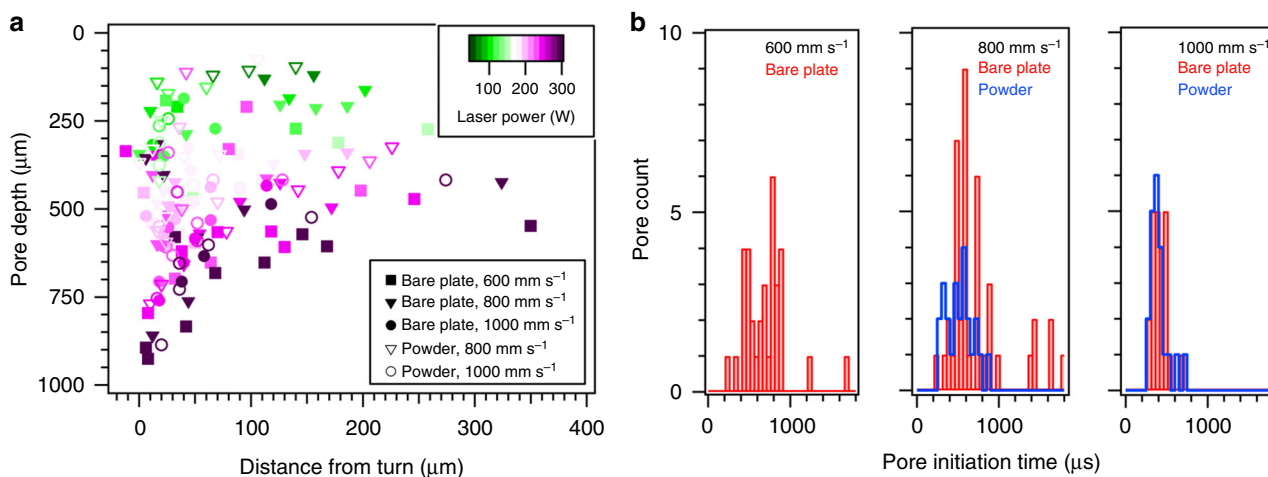 a
0
250
500
750
1000
Pore depth (μm)
100 200 300
Laser power (W)
Bare plate, 600 mm s⁻¹
Bare plate, 800 mm s⁻¹
Bare plate, 1000 mm s⁻¹
Powder, 800 mm s⁻¹
Powder, 1000 mm s⁻¹
0 100 200 300 400
Distance from turn (μm)
b
10
5
0
Pore count
600 mm s⁻¹
Bare plate
0 1000
800 mm s⁻¹
Bare plate
Powder
0 1000
1000 mm s⁻¹
Bare plate
Powder
0 1000
Pore initiation time (μs)